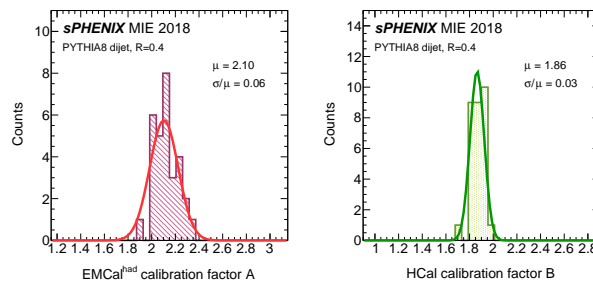 sPHENIX MIE 2018
PYTHIA8 dijet, R=0.4
μ = 2.10
σ/μ = 0.06
Counts
10
8
6
4
2
0
1.2 1.4 1.6 1.8 2 2.2 2.4 2.6 2.8 3
EMCal^had calibration factor A
sPHENIX MIE 2018
PYTHIA8 dijet, R=0.4
μ = 1.86
σ/μ = 0.03
Counts
14
12
10
8
6
4
2
0
1 1.2 1.4 1.6 1.8 2 2.2 2.4 2.6 2.8
HCal calibration factor B